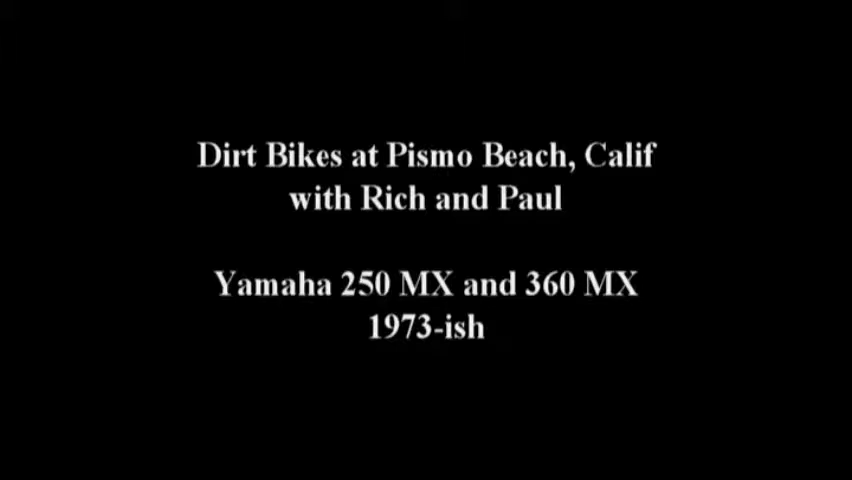 Dirt Bikes at Pismo Beach, Calif
with Rich and Paul
Yamaha 250 MX and 360 MX
1973-ish